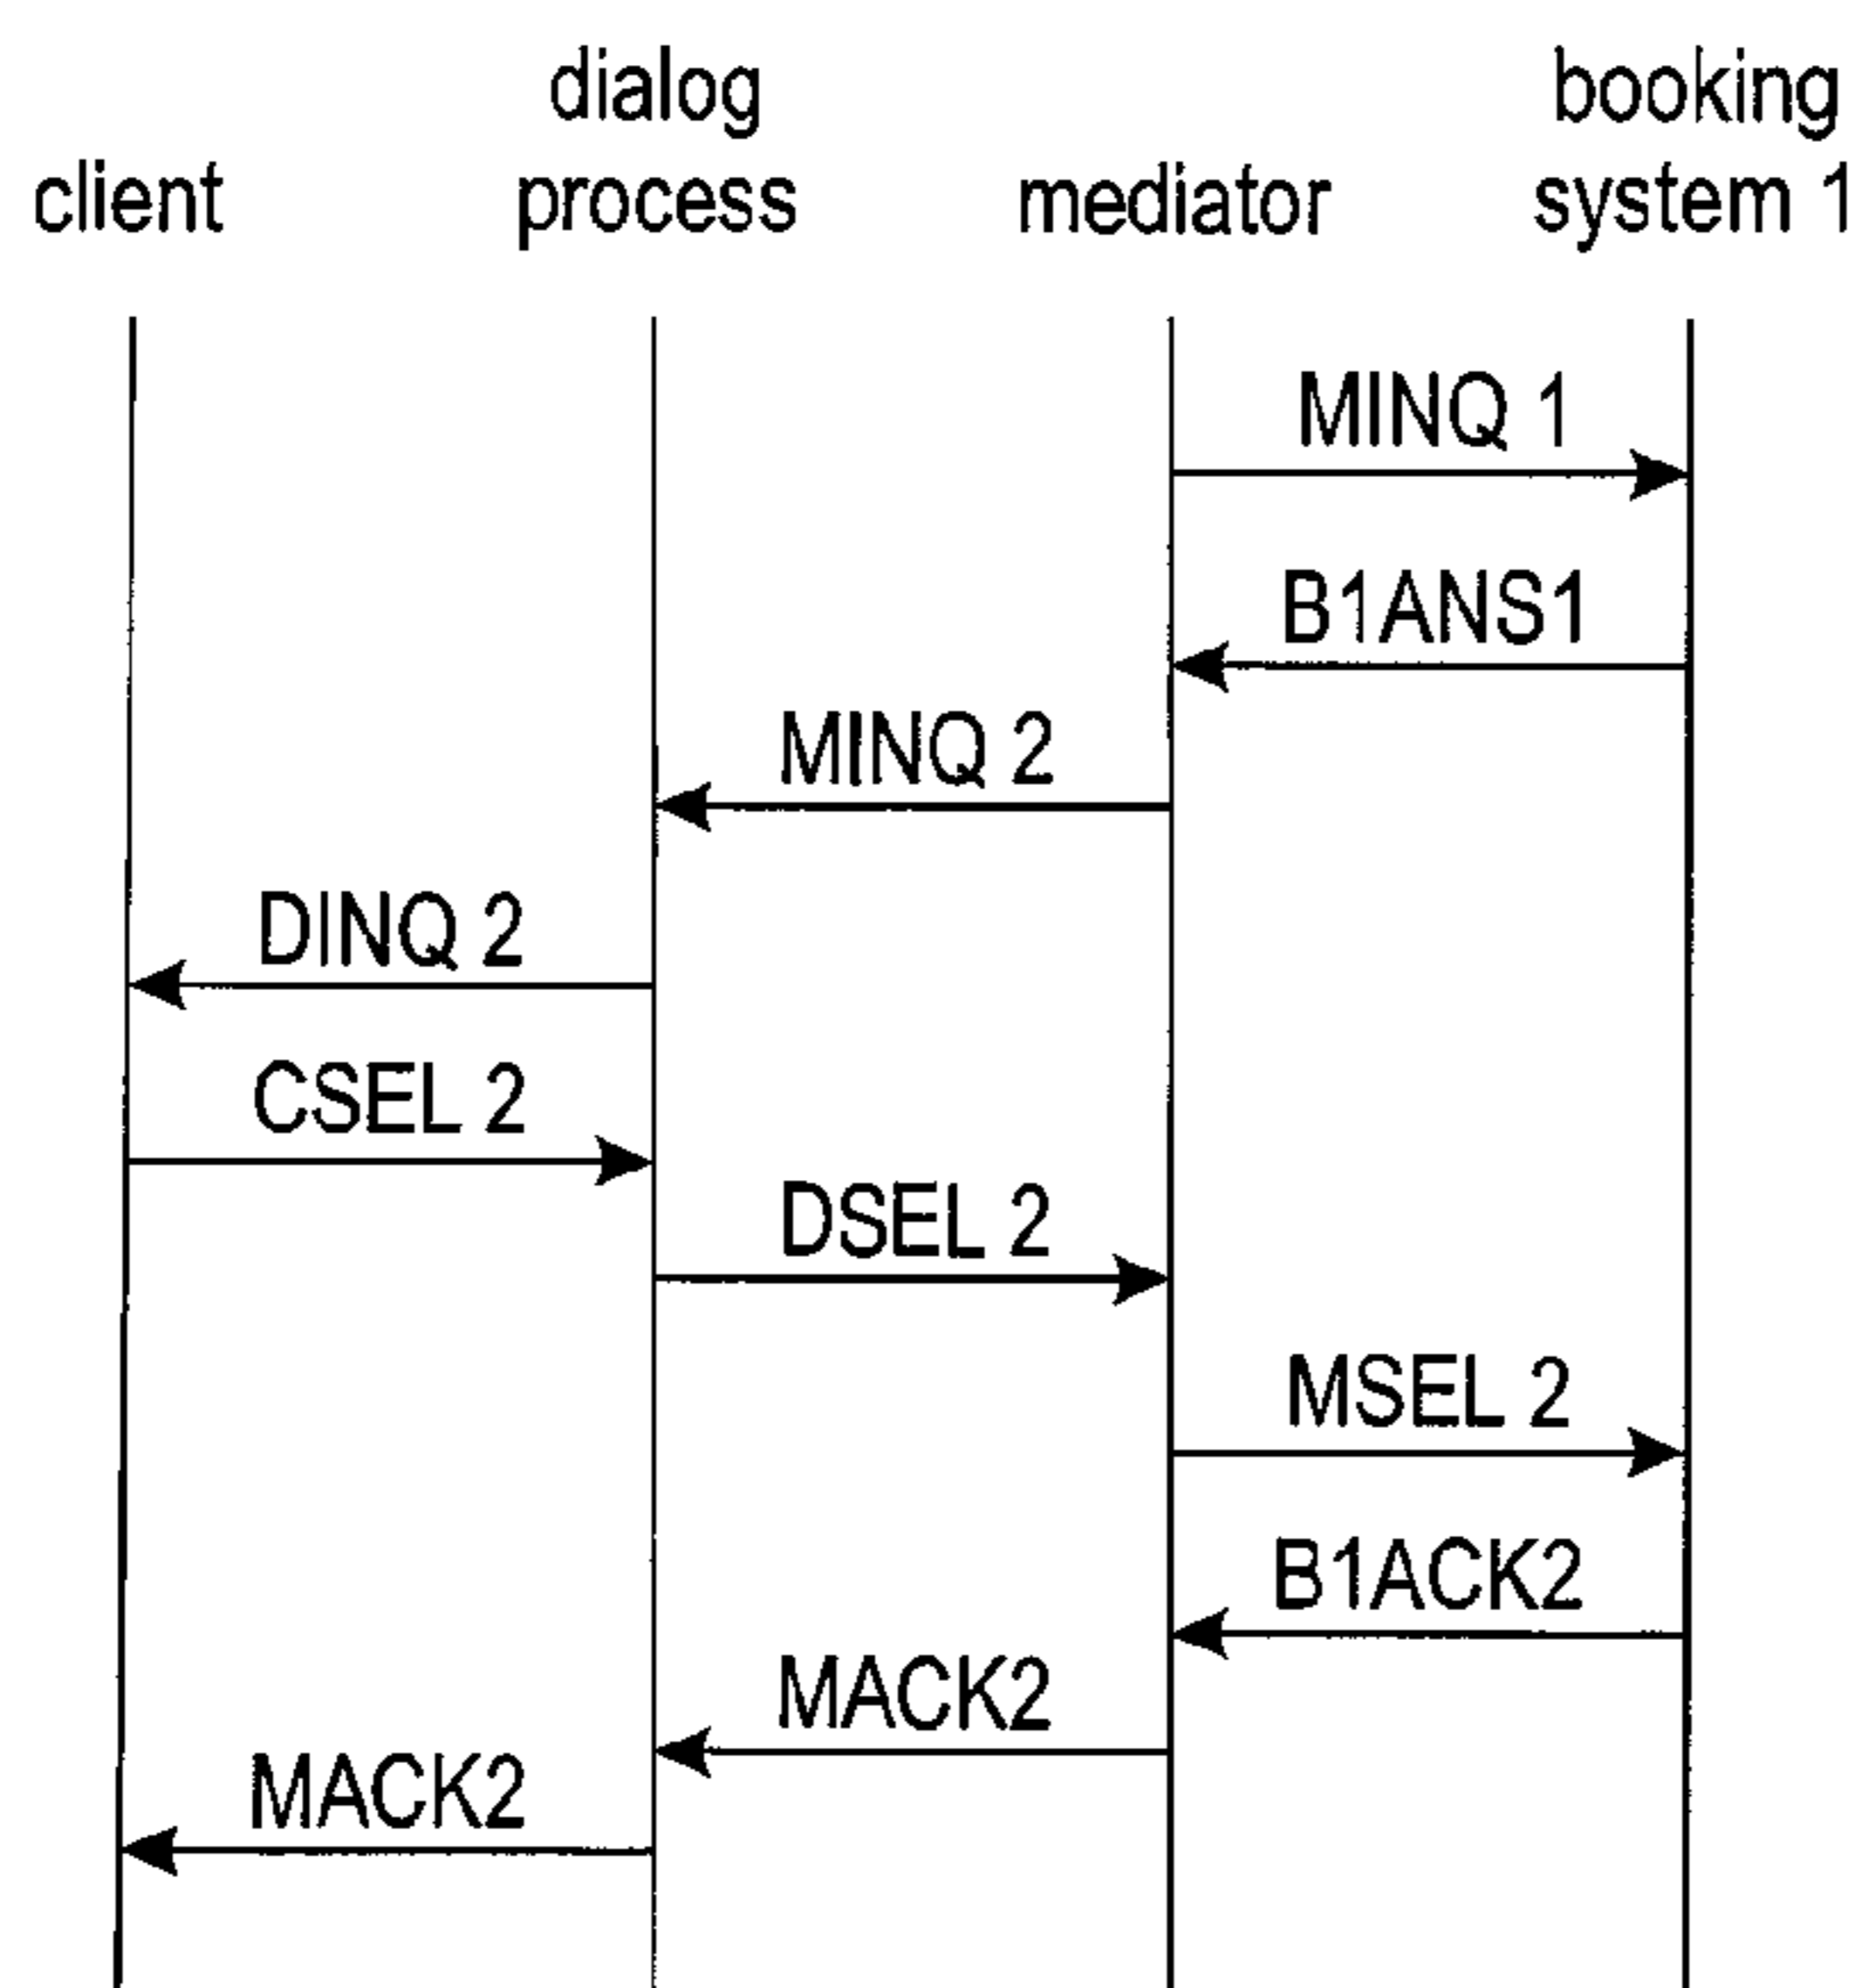 client
dialog
process
mediator
booking
system 1
MINQ 1
B1ANS1
MINQ 2
DINQ 2
CSEL 2
DSEL 2
MSEL 2
B1ACK2
MACK2
MACK2